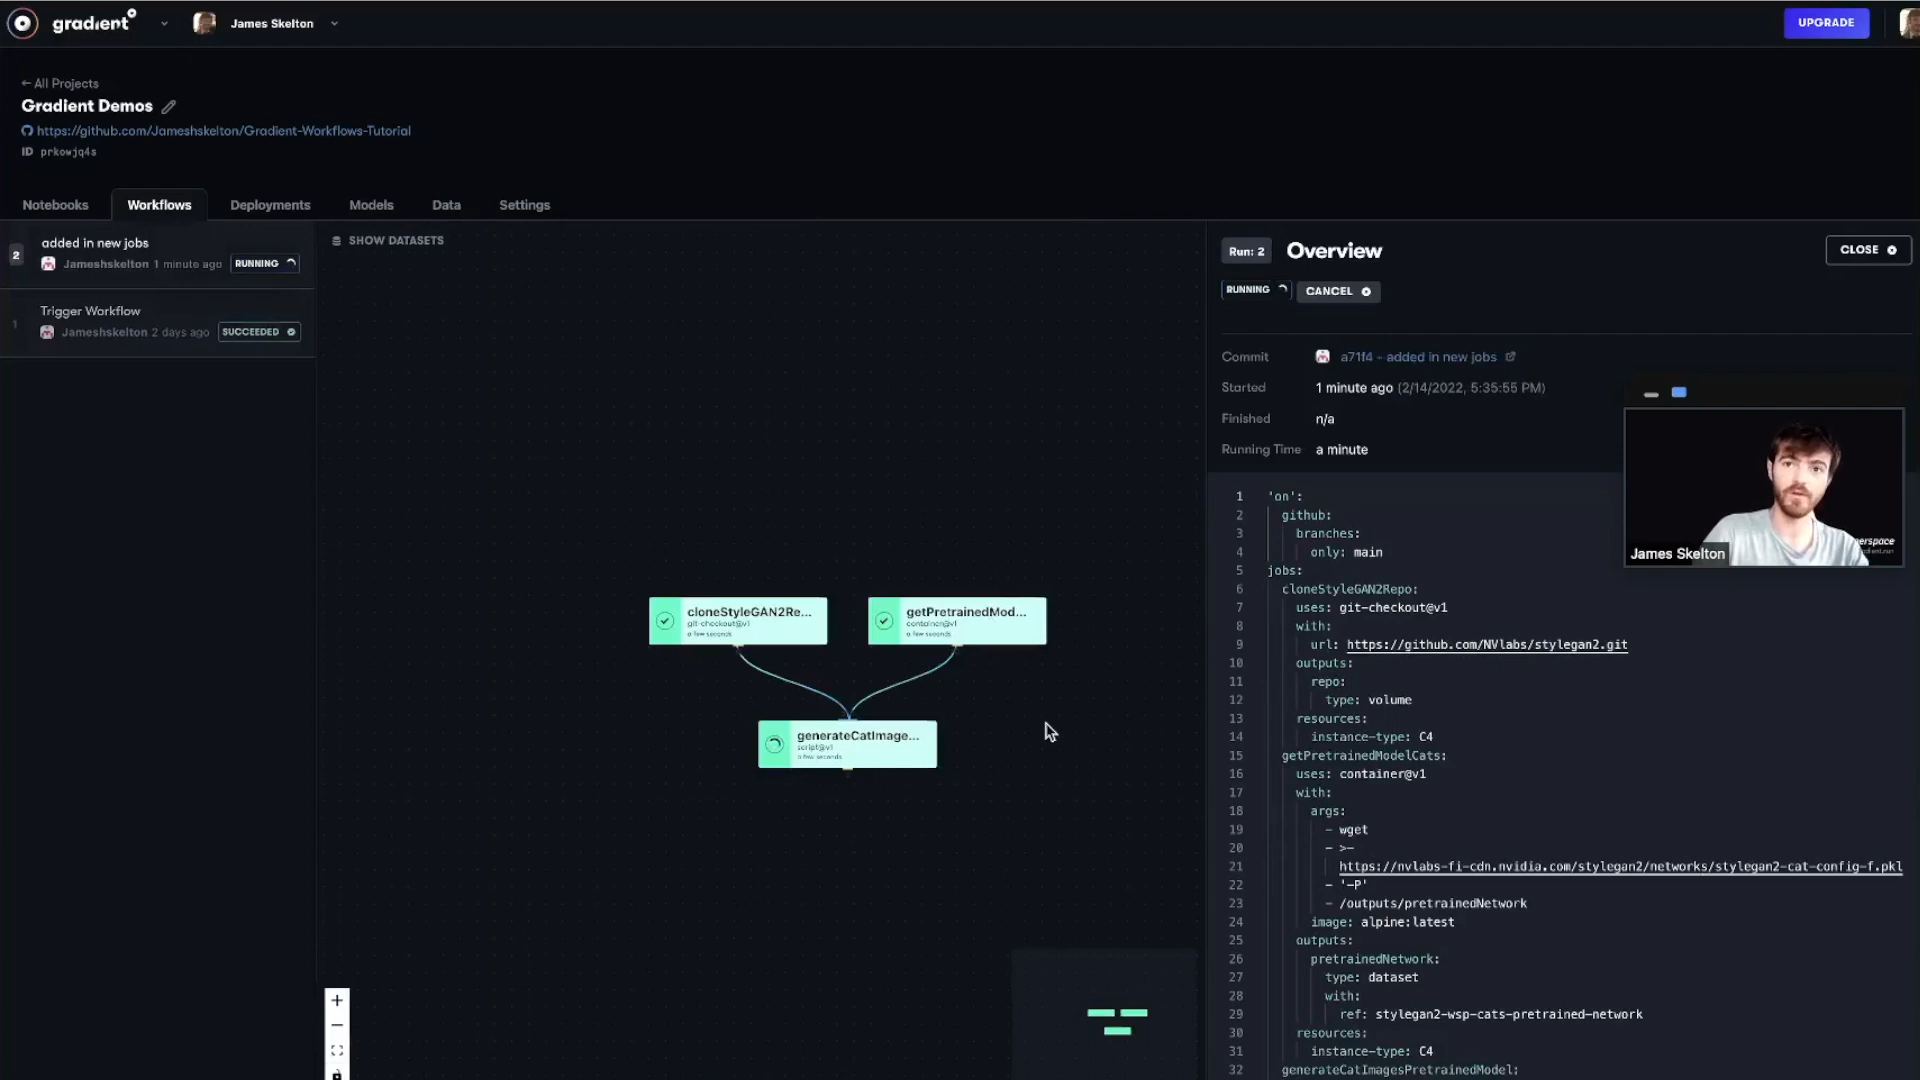 gradient
James Skelton
UPGRADE
← All Projects
Gradient Demos
https://github.com/Jameshskelton/Gradient-Workflows-Tutorial
ID prkowjq4s
Notebooks
Workflows
Deployments
Models
Data
Settings
2
added in new jobs
Jameshskelton 1 minute ago
RUNNING
1
Trigger Workflow
Jameshskelton 2 days ago
SUCCEEDED
SHOW DATASETS
cloneStyleGAN2Re...
git-checkout@v1
a few seconds
getPretrainedMod...
container@v1
a few seconds
generateCatImage...
script@v1
a few seconds
Run: 2
Overview
CLOSE
RUNNING
CANCEL
Commit
a71f4 - added in new jobs
Started
1 minute ago (2/14/2022, 5:35:55 PM)
Finished
n/a
Running Time
a minute
James Skelton
1 'on':
2 github:
3 branches:
4 only: main
5 jobs:
6 cloneStyleGAN2Repo:
7 uses: git-checkout@v1
8 with:
9 url: https://github.com/NVlabs/stylegan2.git
10 outputs:
11 repo:
12 type: volume
13 resources:
14 instance-type: C4
15 getPretrainedModelCats:
16 uses: container@v1
17 with:
18 args:
19 - wget
20 - >-
21 https://nvlabs-fi-cdn.nvidia.com/stylegan2/networks/stylegan2-cat-config-f.pkl
22 - '-P'
23 - /outputs/pretrainedNetwork
24 image: alpine:latest
25 outputs:
26 pretrainedNetwork:
27 type: dataset
28 with:
29 ref: stylegan2-wsp-cats-pretrained-network
30 resources:
31 instance-type: C4
32 generateCatImagesPretrainedModel: